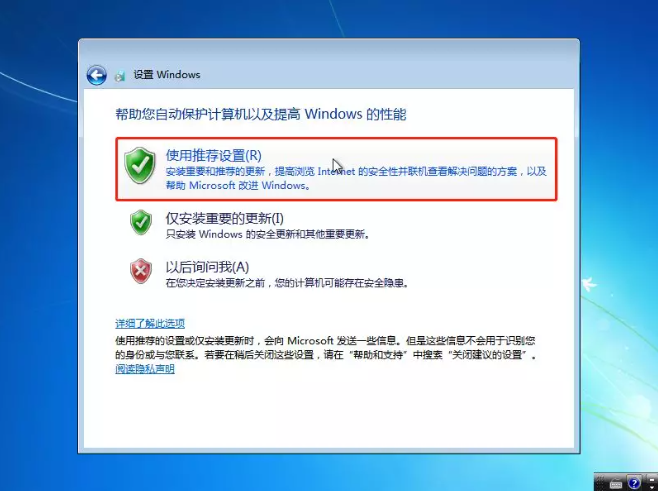 设置 Windows
帮助您自动保护计算机以及提高 Windows 的性能
使用推荐设置(R)
安装重要和推荐的更新，提高浏览 Internet 的安全性并联机查看解决问题的方案，以及
帮助 Microsoft 改进 Windows。
仅安装重要的更新(I)
只安装 Windows 的安全更新和其他重要更新。
以后询问我(A)
在您决定安装更新之前，您的计算机可能存在安全隐患。
详细了解此选项
使用推荐的设置或仅安装更新时，会向 Microsoft 发送一些信息。但是这些信息不会用于识别您
的身份或与您联系。若要在稍后关闭这些设置，请在“帮助和支持”中搜索“关闭建议的设置”。
阅读隐私声明